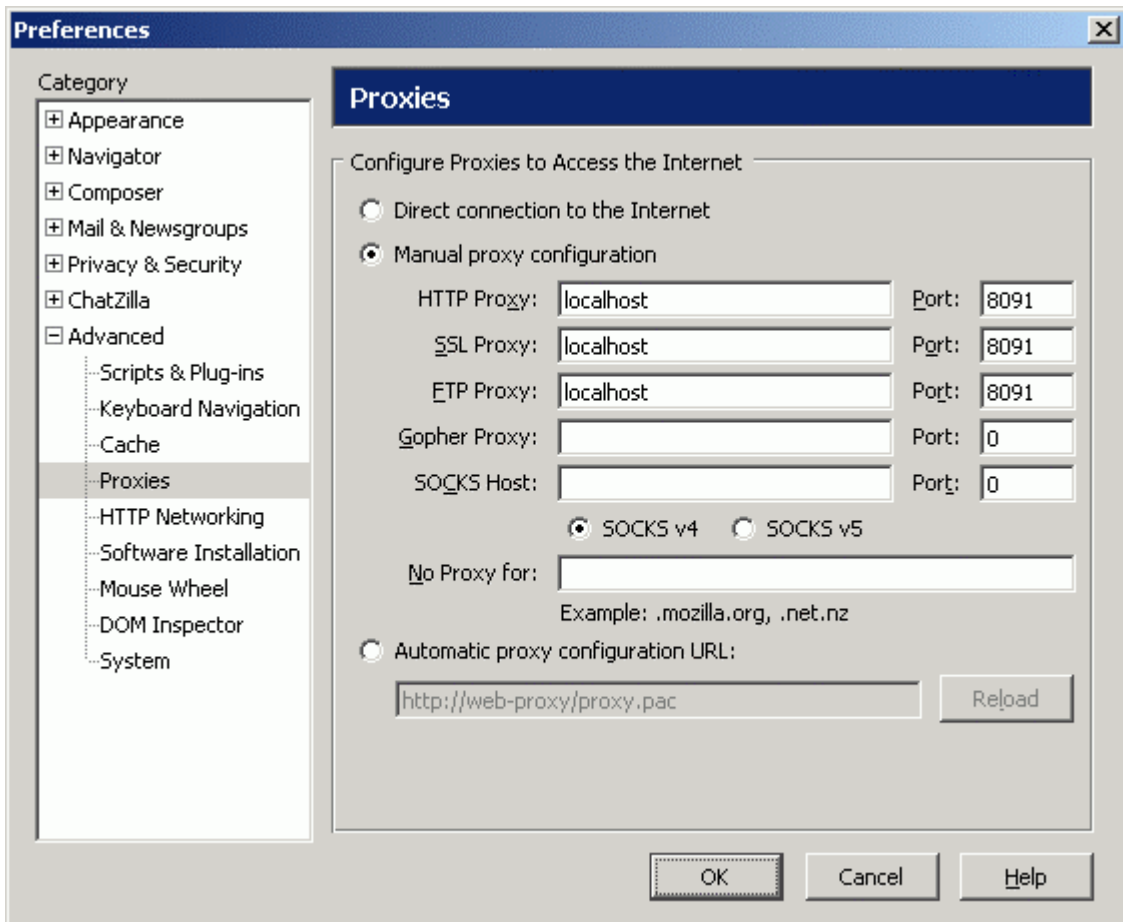 Preferences
Category
Appearance
Navigator
Composer
Mail & Newsgroups
Privacy & Security
ChatZilla
Advanced
Scripts & Plug-ins
Keyboard Navigation
Cache
Proxies
HTTP Networking
Software Installation
Mouse Wheel
DOM Inspector
System
Proxies
Configure Proxies to Access the Internet
Direct connection to the Internet
Manual proxy configuration
HTTP Proxy: localhost Port: 8091
SSL Proxy: localhost Port: 8091
FTP Proxy: localhost Port: 8091
Gopher Proxy: Port: 0
SOCKS Host: Port: 0
SOCKS v4 SOCKS v5
No Proxy for:
Example: .mozilla.org, .net.nz
Automatic proxy configuration URL:
http://web-proxy/proxy.pac Reload
OK Cancel Help